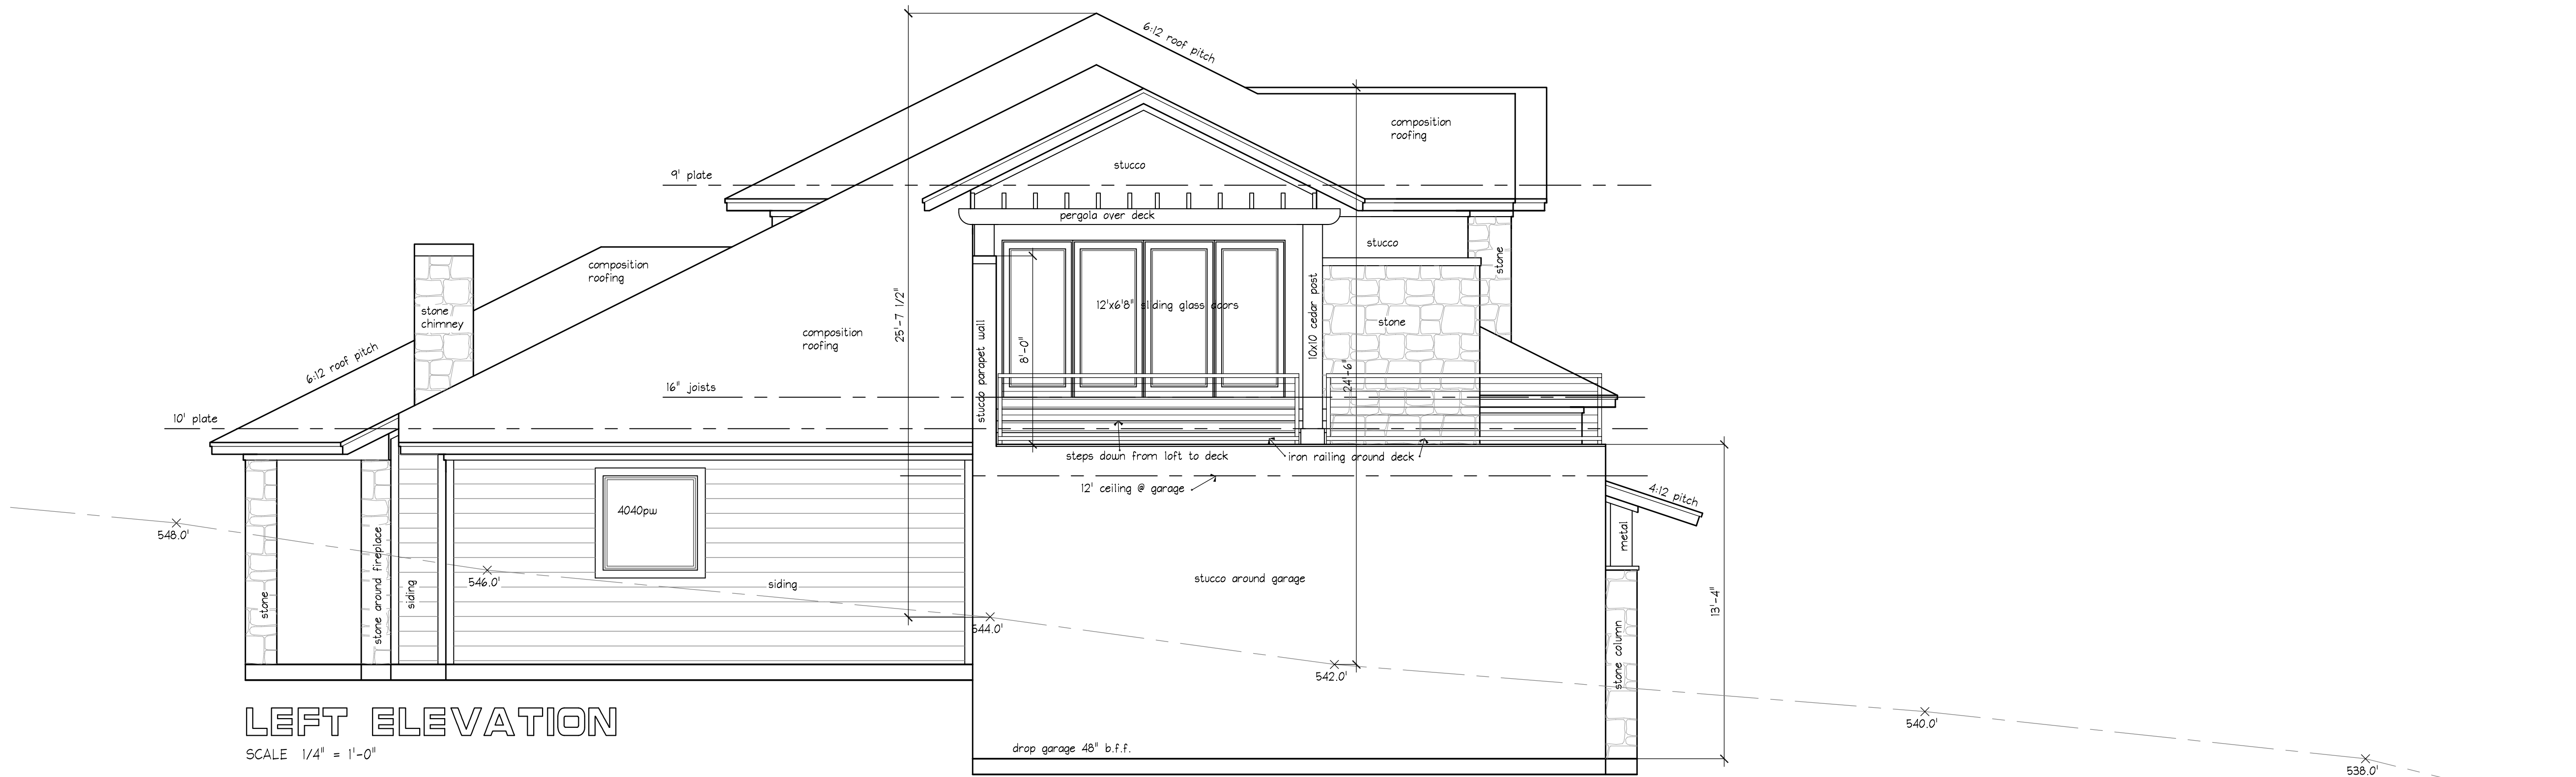 6:12 roof pitch
composition
roofing
stucco
9' plate
pergola over deck
stucco
stone
composition
roofing
stone
chimney
12'x6'8" sliding glass doors
25'-7 1/2"
stucco parapet wall
8'-0"
10x10 cedar post
stone
24'-6"
composition
roofing
6:12 roof pitch
16" joists
10' plate
steps down from loft to deck
iron railing around deck
12' ceiling @ garage
4:12 pitch
metal
4040pw
548.0'
546.0'
stone
stone around fireplace
siding
siding
stucco around garage
13'-4"
544.0'
stone column
542.0'
540.0'
538.0'
LEFT ELEVATION
SCALE 1/4" = 1'-0"
drop garage 48" b.f.f.